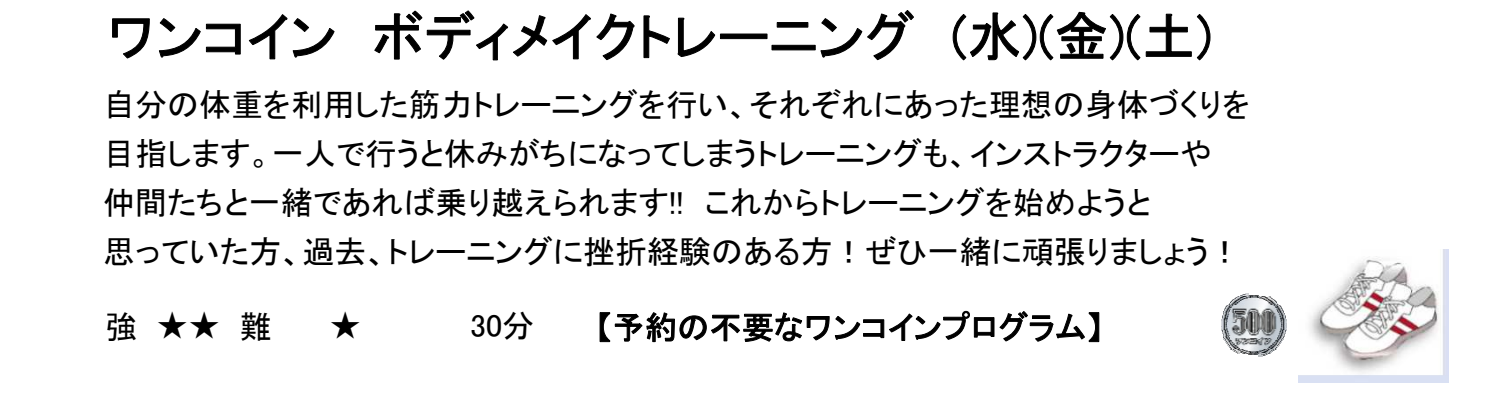 ワンコイン ボディメイクトレーニング (水)(金)(土)
自分の体重を利用した筋力トレーニングを行い、それぞれにあった理想の身体づくりを
目指します。一人で行うと休みがちになってしまうトレーニングも、インストラクターや
仲間たちと一緒であれば乗り越えられます!! これからトレーニングを始めようと
思っていた方、過去、トレーニングに挫折経験のある方！ぜひ一緒に頑張りましょう！
強 ★★ 難 ★ 30分 【予約の不要なワンコインプログラム】
500
ワンコイン